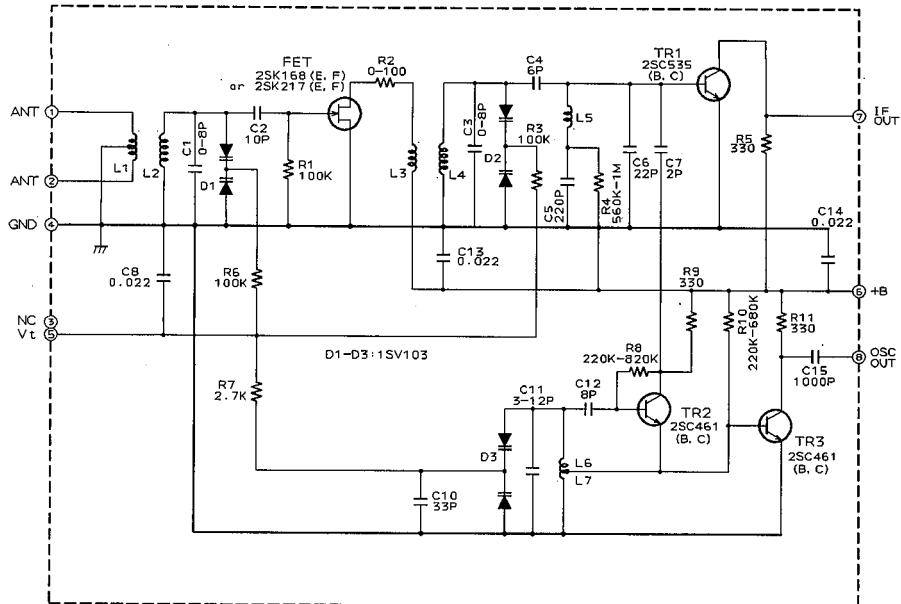 FET
2SK168 (E, F)
or 2SK217 (E, F)
R2
0-100
C4
6P
TR1
2SC535
(B, C)
ANT ①
C1
0-8P
C2
10P
R1
100K
L1
L2
D1
L3
L4
C3
0-8P
D2
R3
100K
L5
C5
220P
R4
560K-1M
C6
22P
C7
2P
R5
330
⑦ IF
OUT
ANT ②
GND ④
C8
0.022
C13
0.022
C14
0.022
R6
100K
R9
330
R10
220K-680K
R11
330
⑥ +B
NC ③
Vt ⑤
D1-D3:1SV103
R8
220K-820K
⑧ OSC
OUT
C15
1000P
R7
2.7K
C11
3-12P
C12
8P
TR2
2SC461
(B, C)
TR3
2SC461
(B, C)
D3
L6
L7
C10
33P